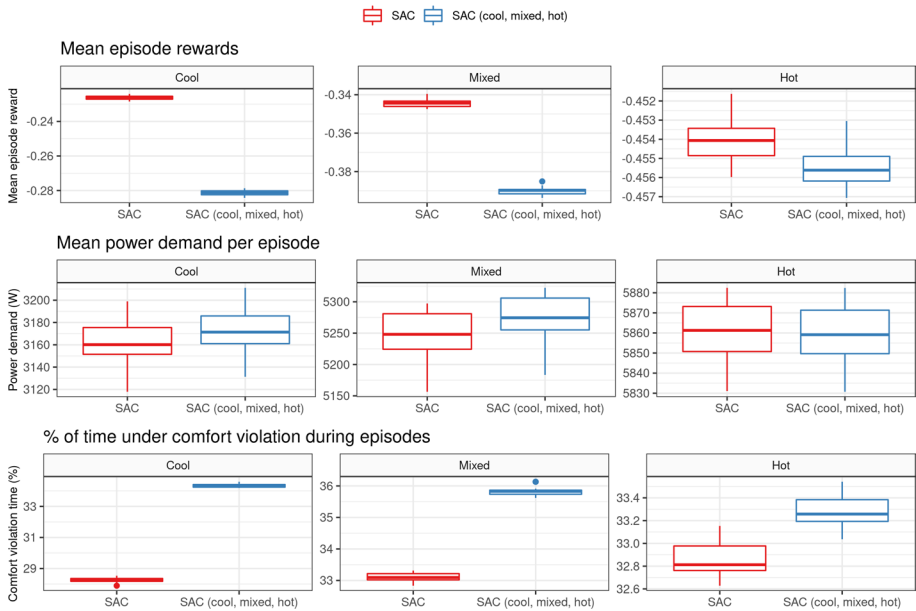 SAC SAC (cool, mixed, hot)
Mean episode rewards
Mean episode reward
Cool Mixed Hot
-0.24 -0.34 -0.452
-0.26 -0.36 -0.453
-0.28 -0.38 -0.454
-0.455
-0.456
-0.457
SAC SAC (cool, mixed, hot) SAC SAC (cool, mixed, hot) SAC SAC (cool, mixed, hot)
Mean power demand per episode
Power demand (W)
Cool Mixed Hot
3200 5300 5880
3180 5250 5870
3160 5200 5860
3140 5150 5850
3120 5840
5830
SAC SAC (cool, mixed, hot) SAC SAC (cool, mixed, hot) SAC SAC (cool, mixed, hot)
% of time under comfort violation during episodes
Comfort violation time (%)
Cool Mixed Hot
33 36 33.4
29 35 33.2
34 33.0
33 32.8
32.6
SAC SAC (cool, mixed, hot) SAC SAC (cool, mixed, hot) SAC SAC (cool, mixed, hot)